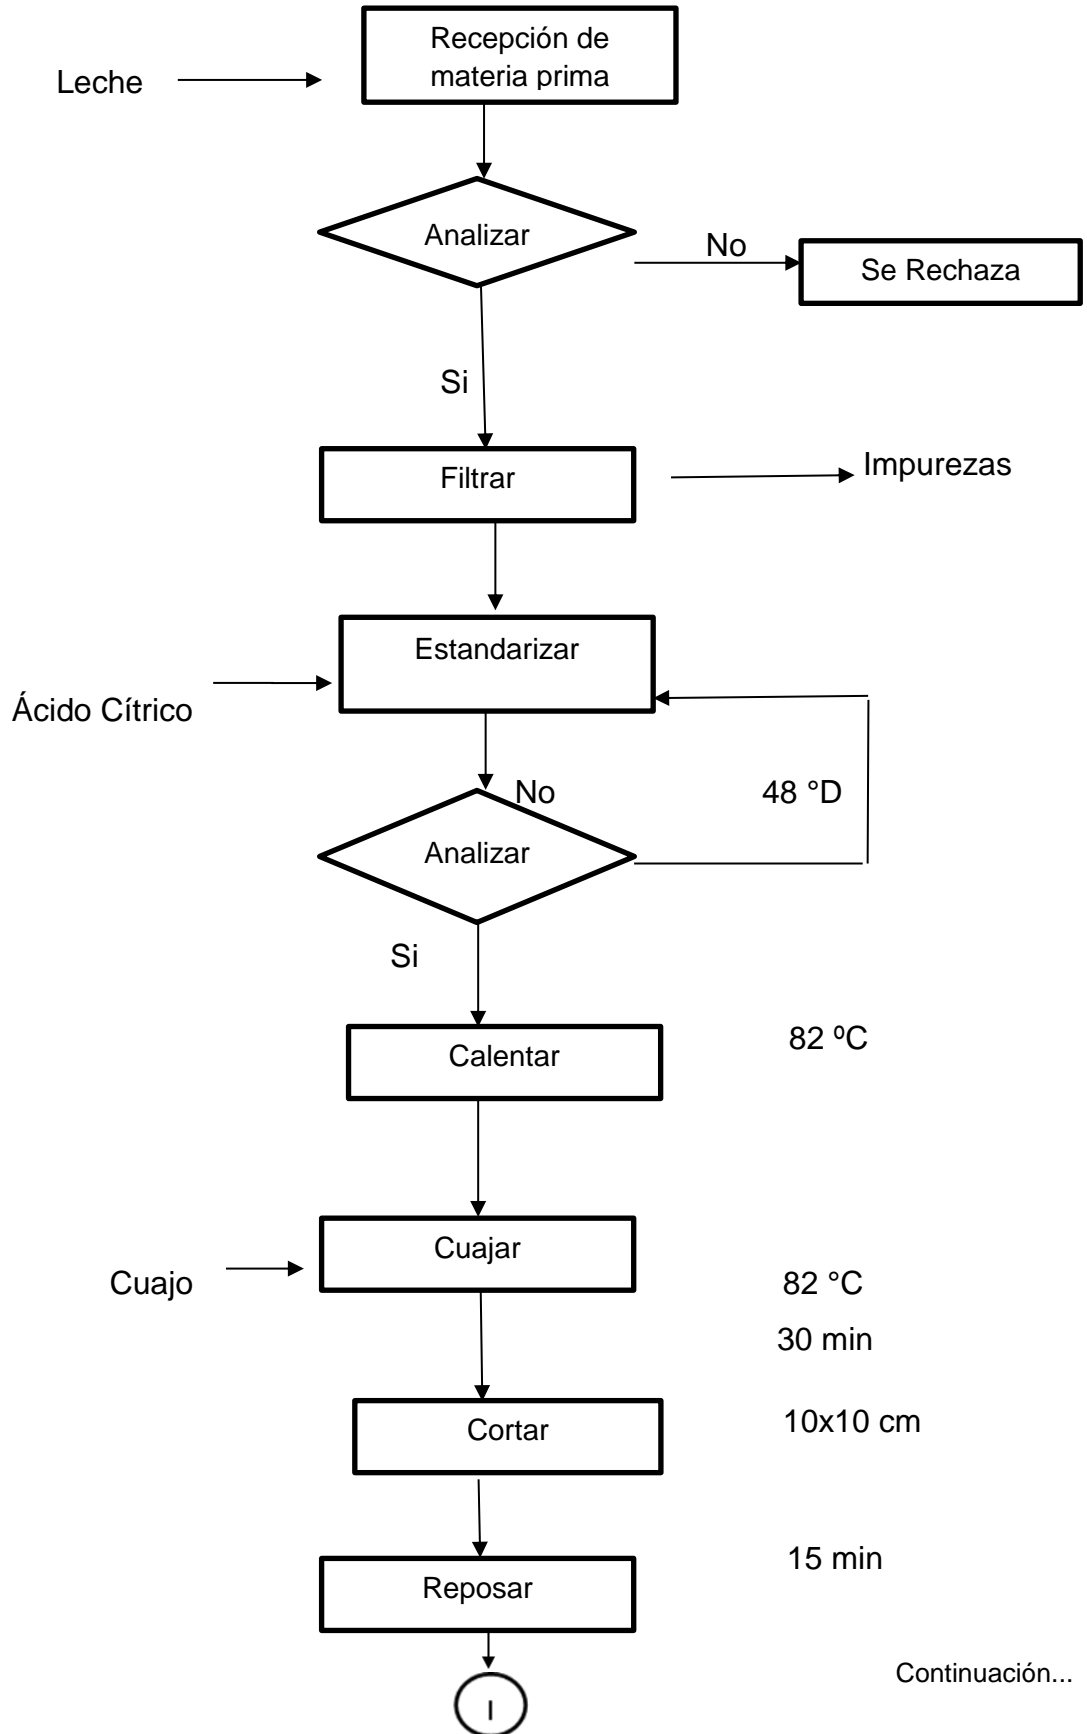 Recepción de
materia prima
Leche
Analizar
No
Se Rechaza
Si
Filtrar
Impurezas
Estandarizar
Ácido Cítrico
No
48 °D
Analizar
Si
Calentar
82 ºC
Cuajar
Cuajo
82 °C
30 min
Cortar
10x10 cm
Reposar
15 min
Continuación...
I